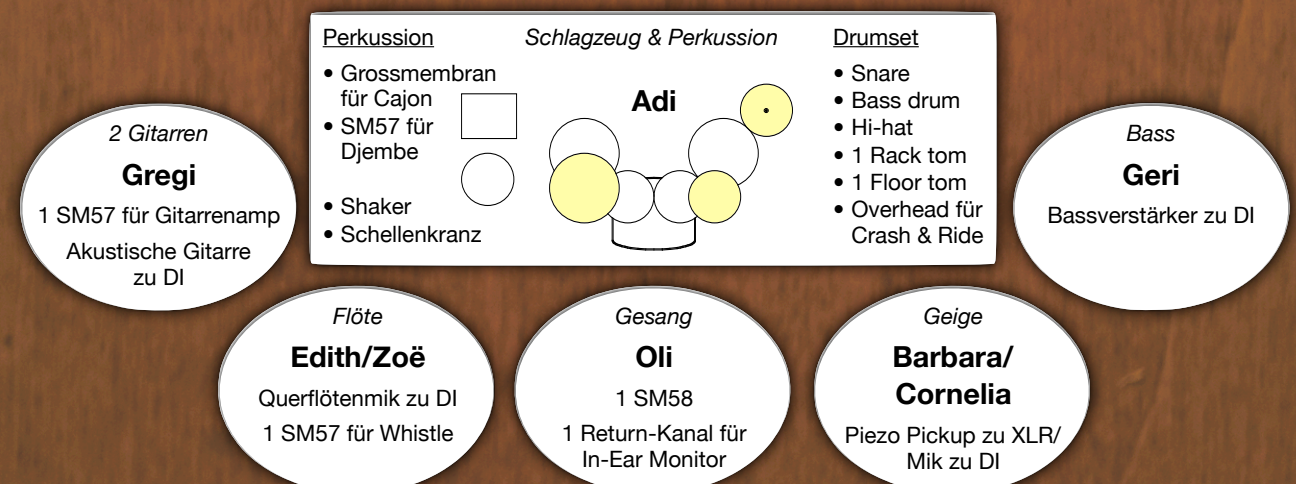 Perkussion
• Grossmembran
für Cajon
• SM57 für
Djembe
• Shaker
• Schellenkranz
Schlagzeug & Perkussion
Adi
Drumset
• Snare
• Bass drum
• Hi-hat
• 1 Rack tom
• 1 Floor tom
• Overhead für
Crash & Ride
2 Gitarren
Gregi
1 SM57 für Gitarrenamp
Akustische Gitarre
zu DI
Bass
Geri
Bassverstärker zu DI
Flöte
Edith/Zoë
Querflötenmik zu DI
1 SM57 für Whistle
Gesang
Oli
1 SM58
1 Return-Kanal für
In-Ear Monitor
Geige
Barbara/
Cornelia
Piezo Pickup zu XLR/
Mik zu DI